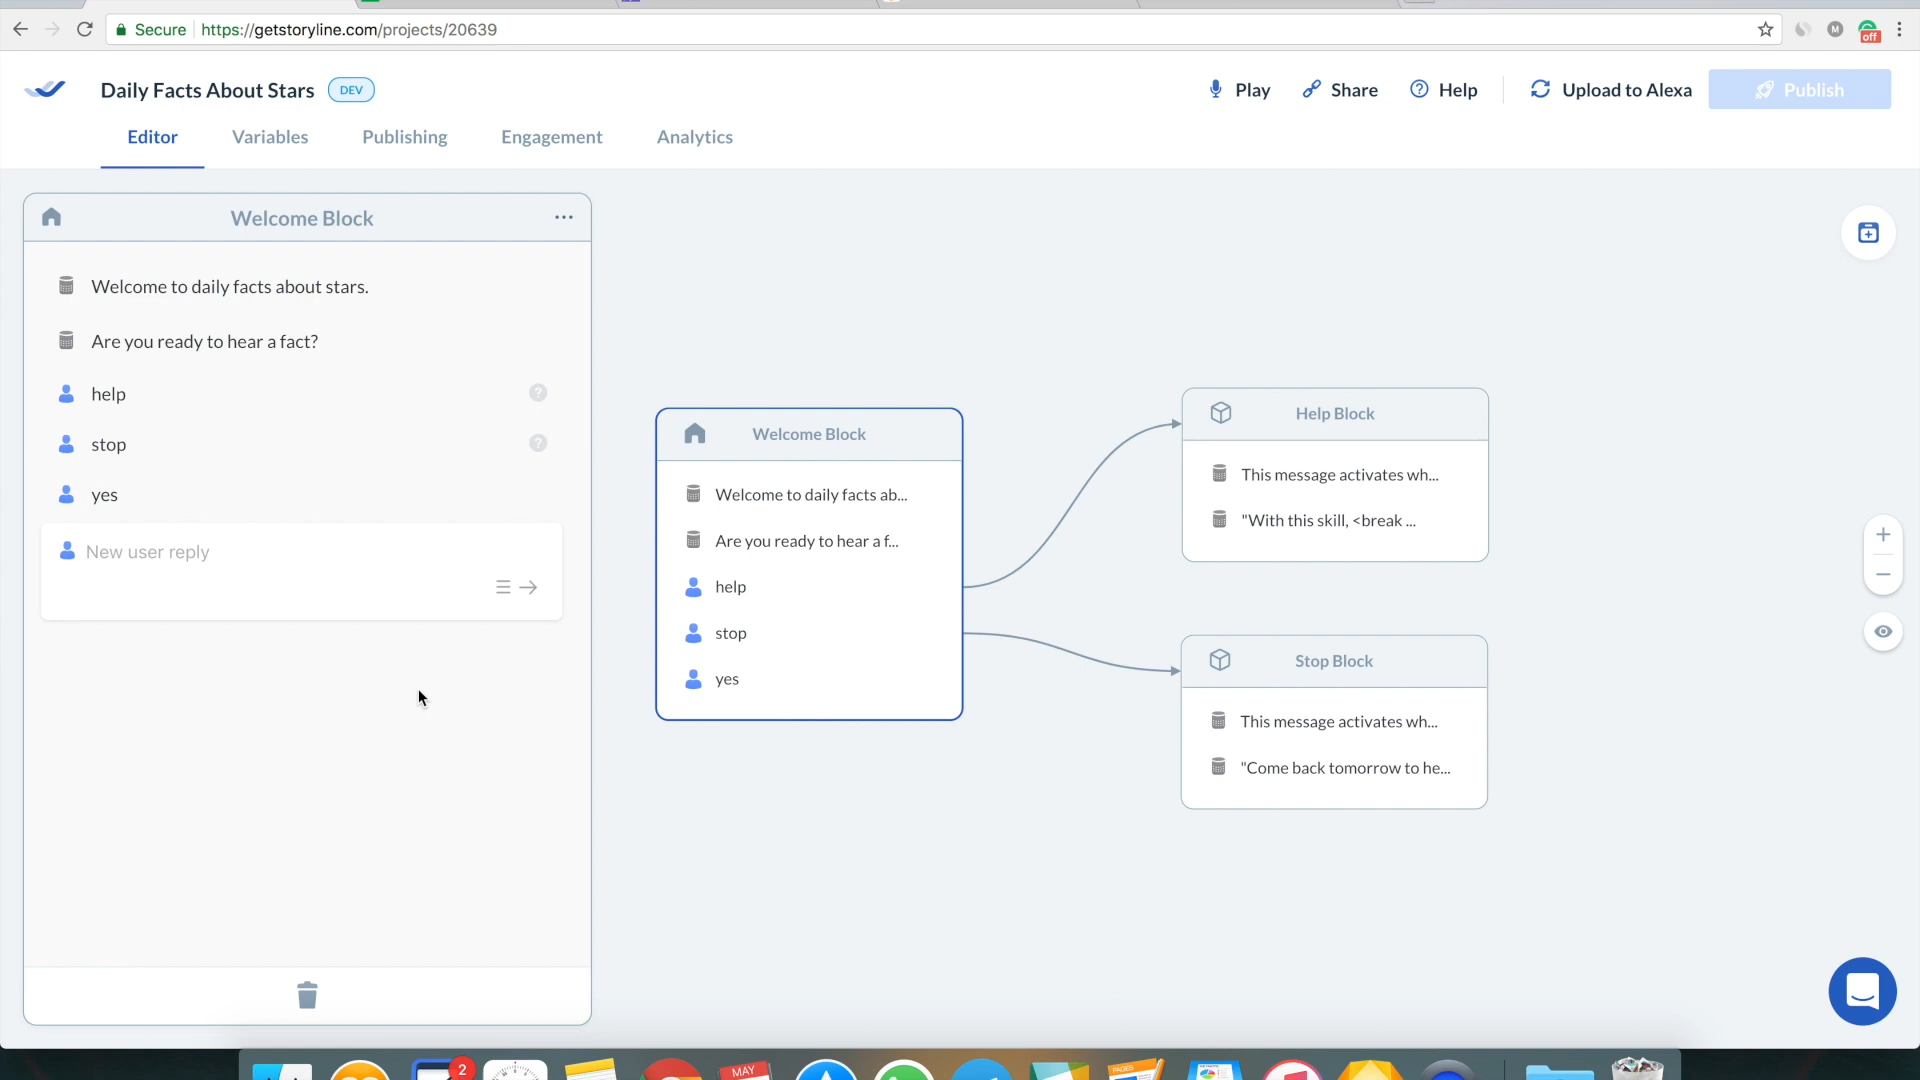 Secure https://getstoryline.com/projects/20639
M
off
Daily Facts About Stars DEV
Play Share ? Help Upload to Alexa Publish
Editor Variables Publishing Engagement Analytics
Welcome Block
Welcome to daily facts about stars.
Are you ready to hear a fact?
help ?
stop ?
yes
New user reply
Welcome Block
Welcome to daily facts ab...
Are you ready to hear a f...
help
stop
yes
Help Block
This message activates wh...
"With this skill, <break ...
Stop Block
This message activates wh...
"Come back tomorrow to he...
2
MAY
PAGES